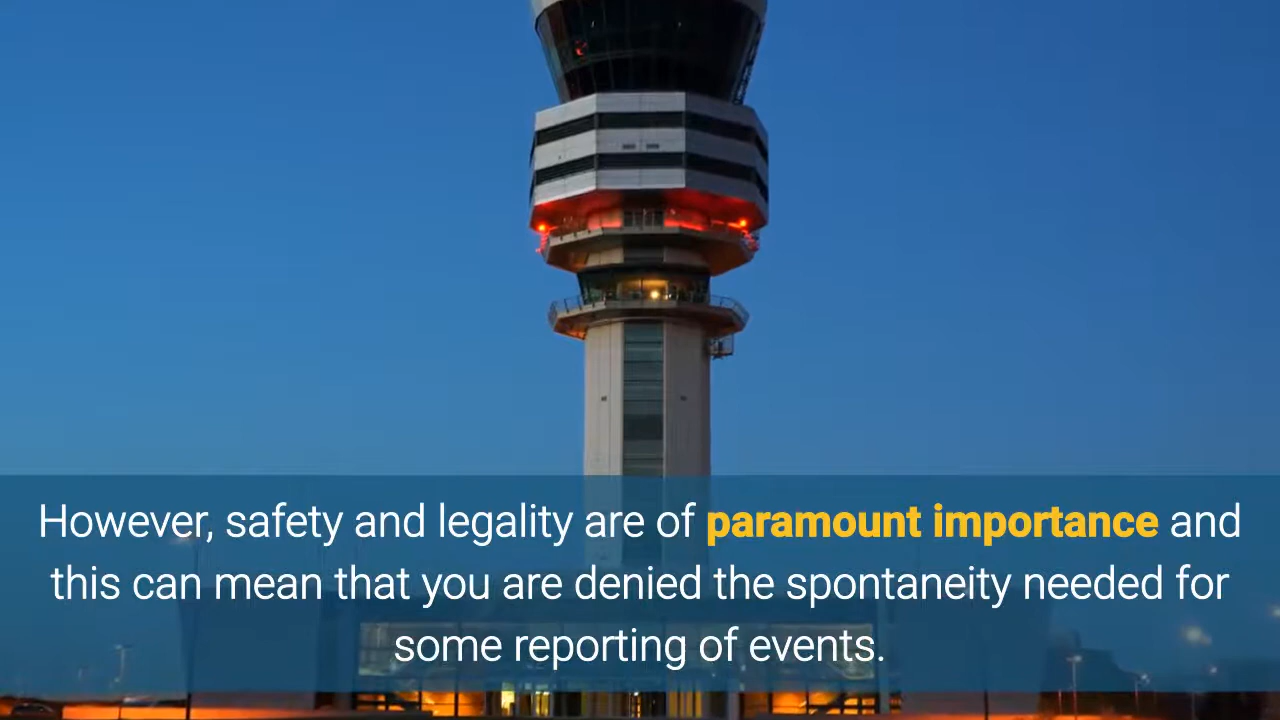 However, safety and legality are of paramount importance and
this can mean that you are denied the spontaneity needed for
some reporting of events.